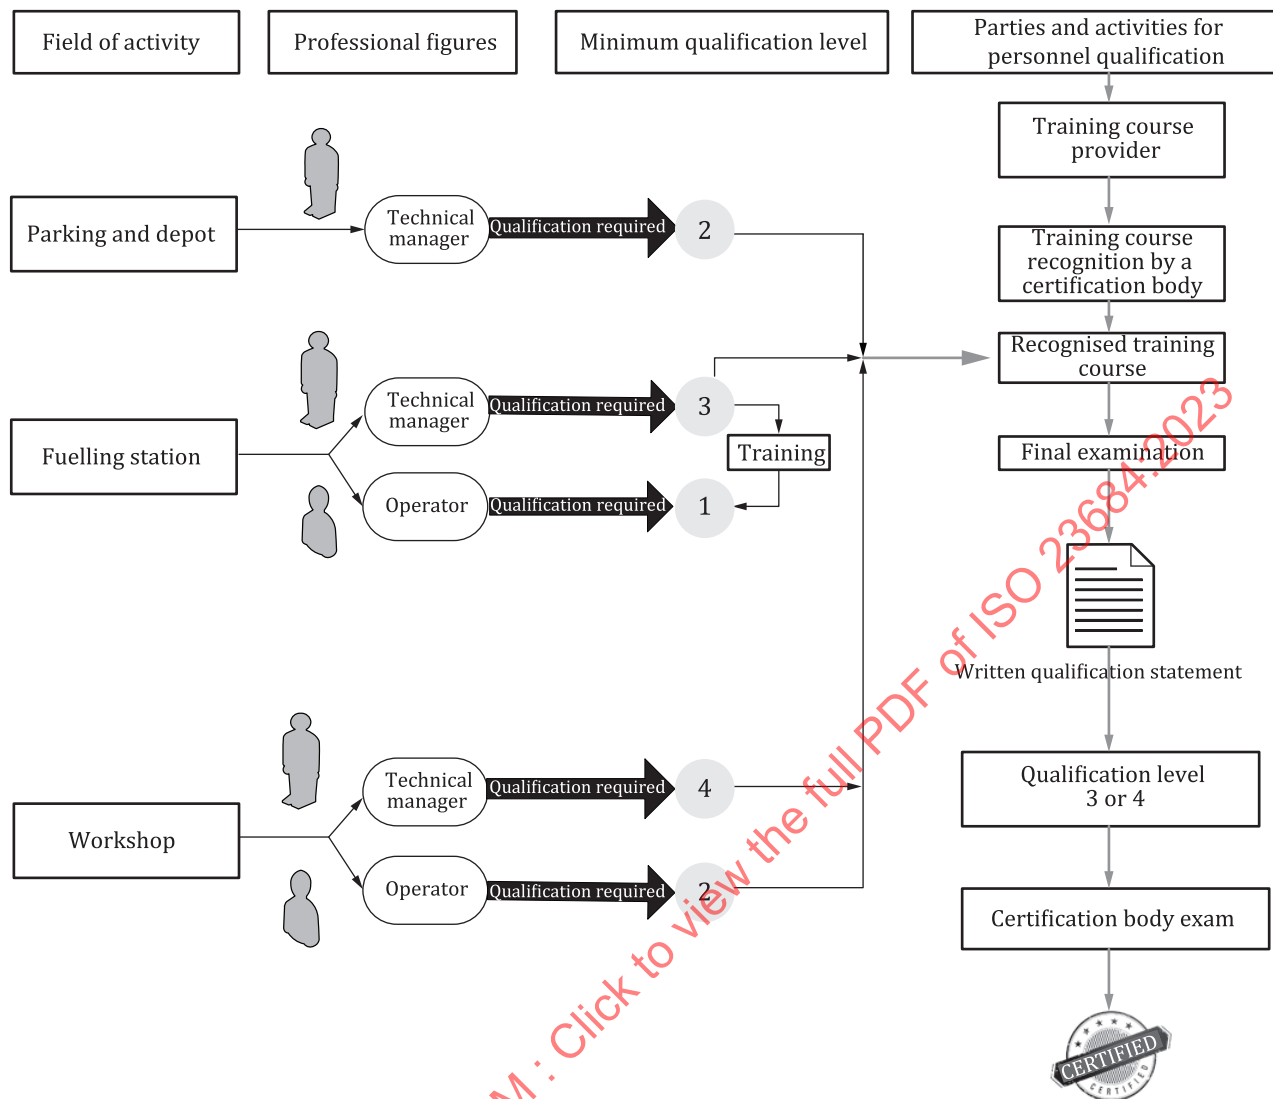 Field of activity
Professional figures
Minimum qualification level
Parties and activities for
personnel qualification
Training course
provider
Parking and depot
Technical
manager
Qualification required
2
Training course
recognition by a
certification body
Recognised training
course
Fuelling station
Technical
manager
Qualification required
3
Training
Operator
Qualification required
1
Final examination
Written qualification statement
Workshop
Technical
manager
Qualification required
4
Operator
Qualification required
2
Qualification level
3 or 4
Certification body exam
CERTIFIED
CERTIFIED
M : Click to view the full PDF of ISO 23684:2023